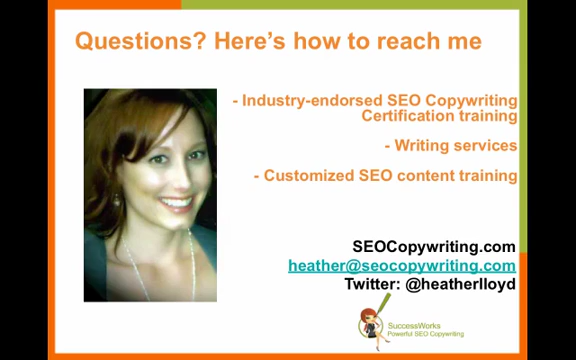 Questions? Here's how to reach me
- Industry-endorsed SEO Copywriting
Certification training
- Writing services
- Customized SEO content training
SEOCopywriting.com
heather@seocopywriting.com
Twitter: @heatherlloyd
SuccessWorks
Powerful SEO Copywriting